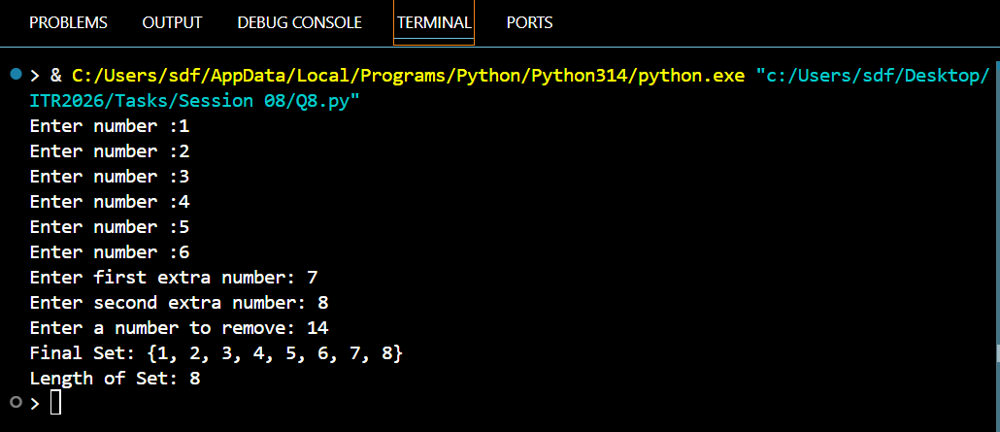 PROBLEMS OUTPUT DEBUG CONSOLE TERMINAL PORTS
> & C:/Users/sdf/AppData/Local/Programs/Python/Python314/python.exe "c:/Users/sdf/Desktop/
ITR2026/Tasks/Session 08/Q8.py"
Enter number :1
Enter number :2
Enter number :3
Enter number :4
Enter number :5
Enter number :6
Enter first extra number: 7
Enter second extra number: 8
Enter a number to remove: 14
Final Set: {1, 2, 3, 4, 5, 6, 7, 8}
Length of Set: 8
>